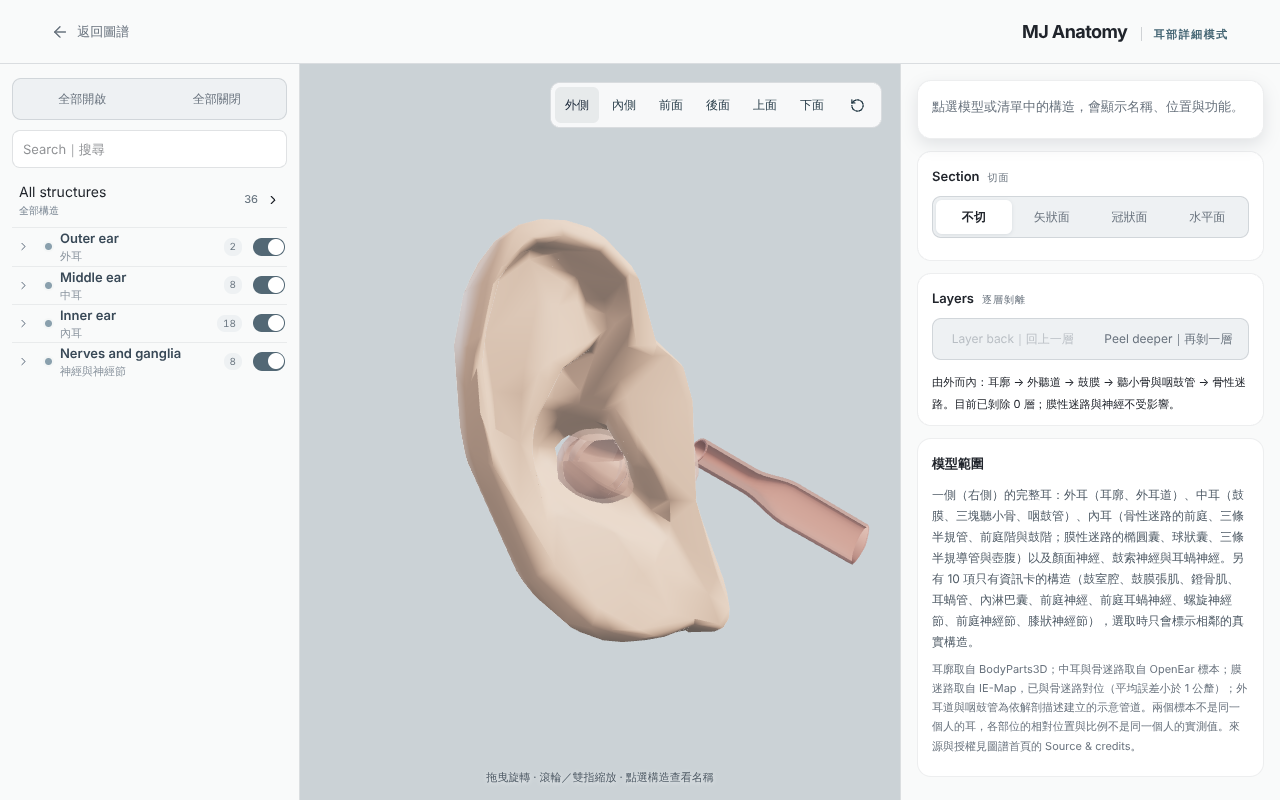 返回圖譜
MJ Anatomy
耳部詳細模式
全部開啟
全部關閉
Search｜搜尋
All structures
全部構造
36
Outer ear
外耳
2
Middle ear
中耳
8
Inner ear
內耳
18
Nerves and ganglia
神經與神經節
8
外側
內側
前面
後面
上面
下面
拖曳旋轉 · 滾輪／雙指縮放 · 點選構造查看名稱
點選模型或清單中的構造，會顯示名稱、位置與功能。
Section 切面
不切
矢狀面
冠狀面
水平面
Layers 逐層剝離
Layer back｜回上一層
Peel deeper｜再剝一層
由外而內：耳廓 → 外聽道 → 鼓膜 → 聽小骨與咽鼓管 → 骨性迷
路。目前已剝除 0 層；膜性迷路與神經不受影響。
模型範圍
一側（右側）的完整耳：外耳（耳廓、外耳道）、中耳（鼓
膜、三塊聽小骨、咽鼓管）、內耳（骨性迷路的前庭、三條
半規管、前庭階與鼓階；膜性迷路的橢圓囊、球狀囊、三條
半規導管與壺腹）以及顏面神經、鼓索神經與耳蝸神經。另
有 10 項只有資訊卡的構造（鼓室腔、鼓膜張肌、鐙骨肌、
耳蝸管、內淋巴囊、前庭神經、前庭耳蝸神經、螺旋神經
節、前庭神經節、膝狀神經節），選取時只會標示相鄰的真
實構造。
耳廓取自 BodyParts3D；中耳與骨迷路取自 OpenEar 標本；膜
迷路取自 IE-Map，已與骨迷路對位（平均誤差小於 1 公釐）；外
耳道與咽鼓管為依解剖描述建立的示意管道。兩個標本不是同一
個人的耳，各部位的相對位置與比例不是同一個人的實測值。來
源與授權見圖譜首頁的 Source & credits。